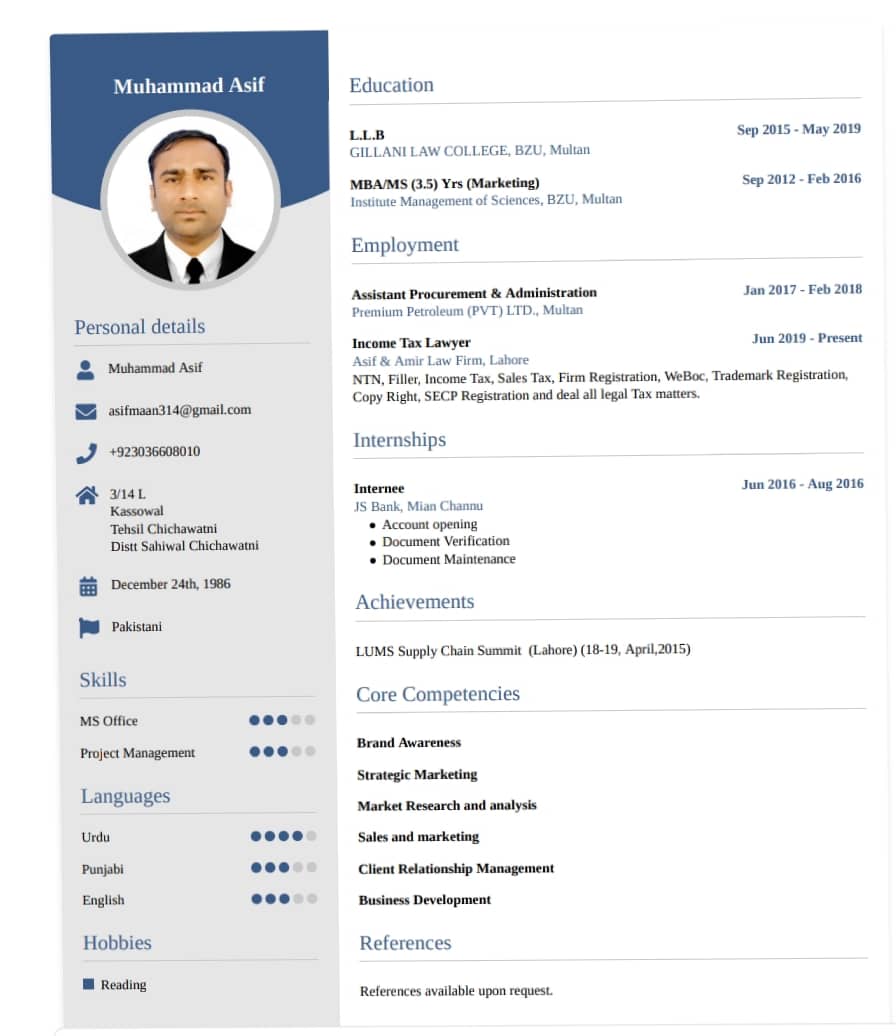 Muhammad Asif
Personal details
Muhammad Asif
asifmaan314@gmail.com
+923036608010
3/14 L
Kassowal
Tehsil Chichawatni
Distt Sahiwal Chichawatni
December 24th, 1986
Pakistani
Skills
MS Office
Project Management
Languages
Urdu
Punjabi
English
Hobbies
Reading
Education
L.L.B Sep 2015 - May 2019
GILLANI LAW COLLEGE, BZU, Multan
MBA/MS (3.5) Yrs (Marketing) Sep 2012 - Feb 2016
Institute Management of Sciences, BZU, Multan
Employment
Assistant Procurement & Administration Jan 2017 - Feb 2018
Premium Petroleum (PVT) LTD., Multan
Income Tax Lawyer Jun 2019 - Present
Asif & Amir Law Firm, Lahore
NTN, Filler, Income Tax, Sales Tax, Firm Registration, WeBoc, Trademark Registration,
Copy Right, SECP Registration and deal all legal Tax matters.
Internships
Internee Jun 2016 - Aug 2016
JS Bank, Mian Channu
• Account opening
• Document Verification
• Document Maintenance
Achievements
LUMS Supply Chain Summit (Lahore) (18-19, April,2015)
Core Competencies
Brand Awareness
Strategic Marketing
Market Research and analysis
Sales and marketing
Client Relationship Management
Business Development
References
References available upon request.